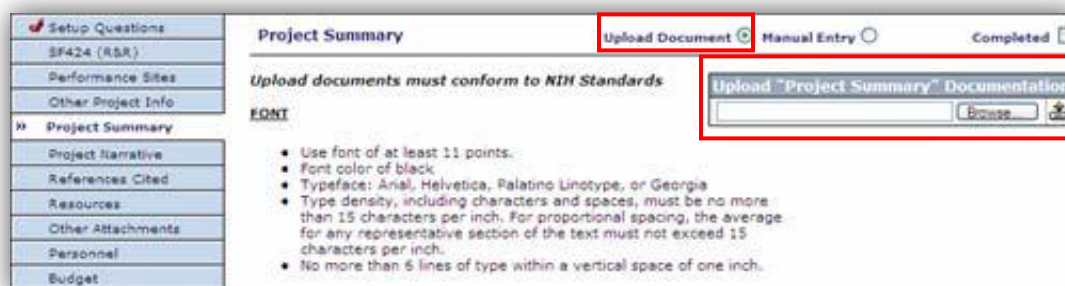 Setup Questions
SF424 (R&R)
Performance Sites
Other Project Info
» Project Summary
Project Narrative
References Cited
Resources
Other Attachments
Personnel
Budget
Project Summary Upload Document Manual Entry Completed
Upload documents must conform to NIH Standards
Upload "Project Summary" Documentation
Browse...
FONT
• Use font of at least 11 points.
• Font color of black
• Typeface: Arial, Helvetica, Palatino Linotype, or Georgia
• Type density, including characters and spaces, must be no more
than 15 characters per inch. For proportional spacing, the average
for any representative section of the text must not exceed 15
characters per inch.
• No more than 6 lines of type within a vertical space of one inch.